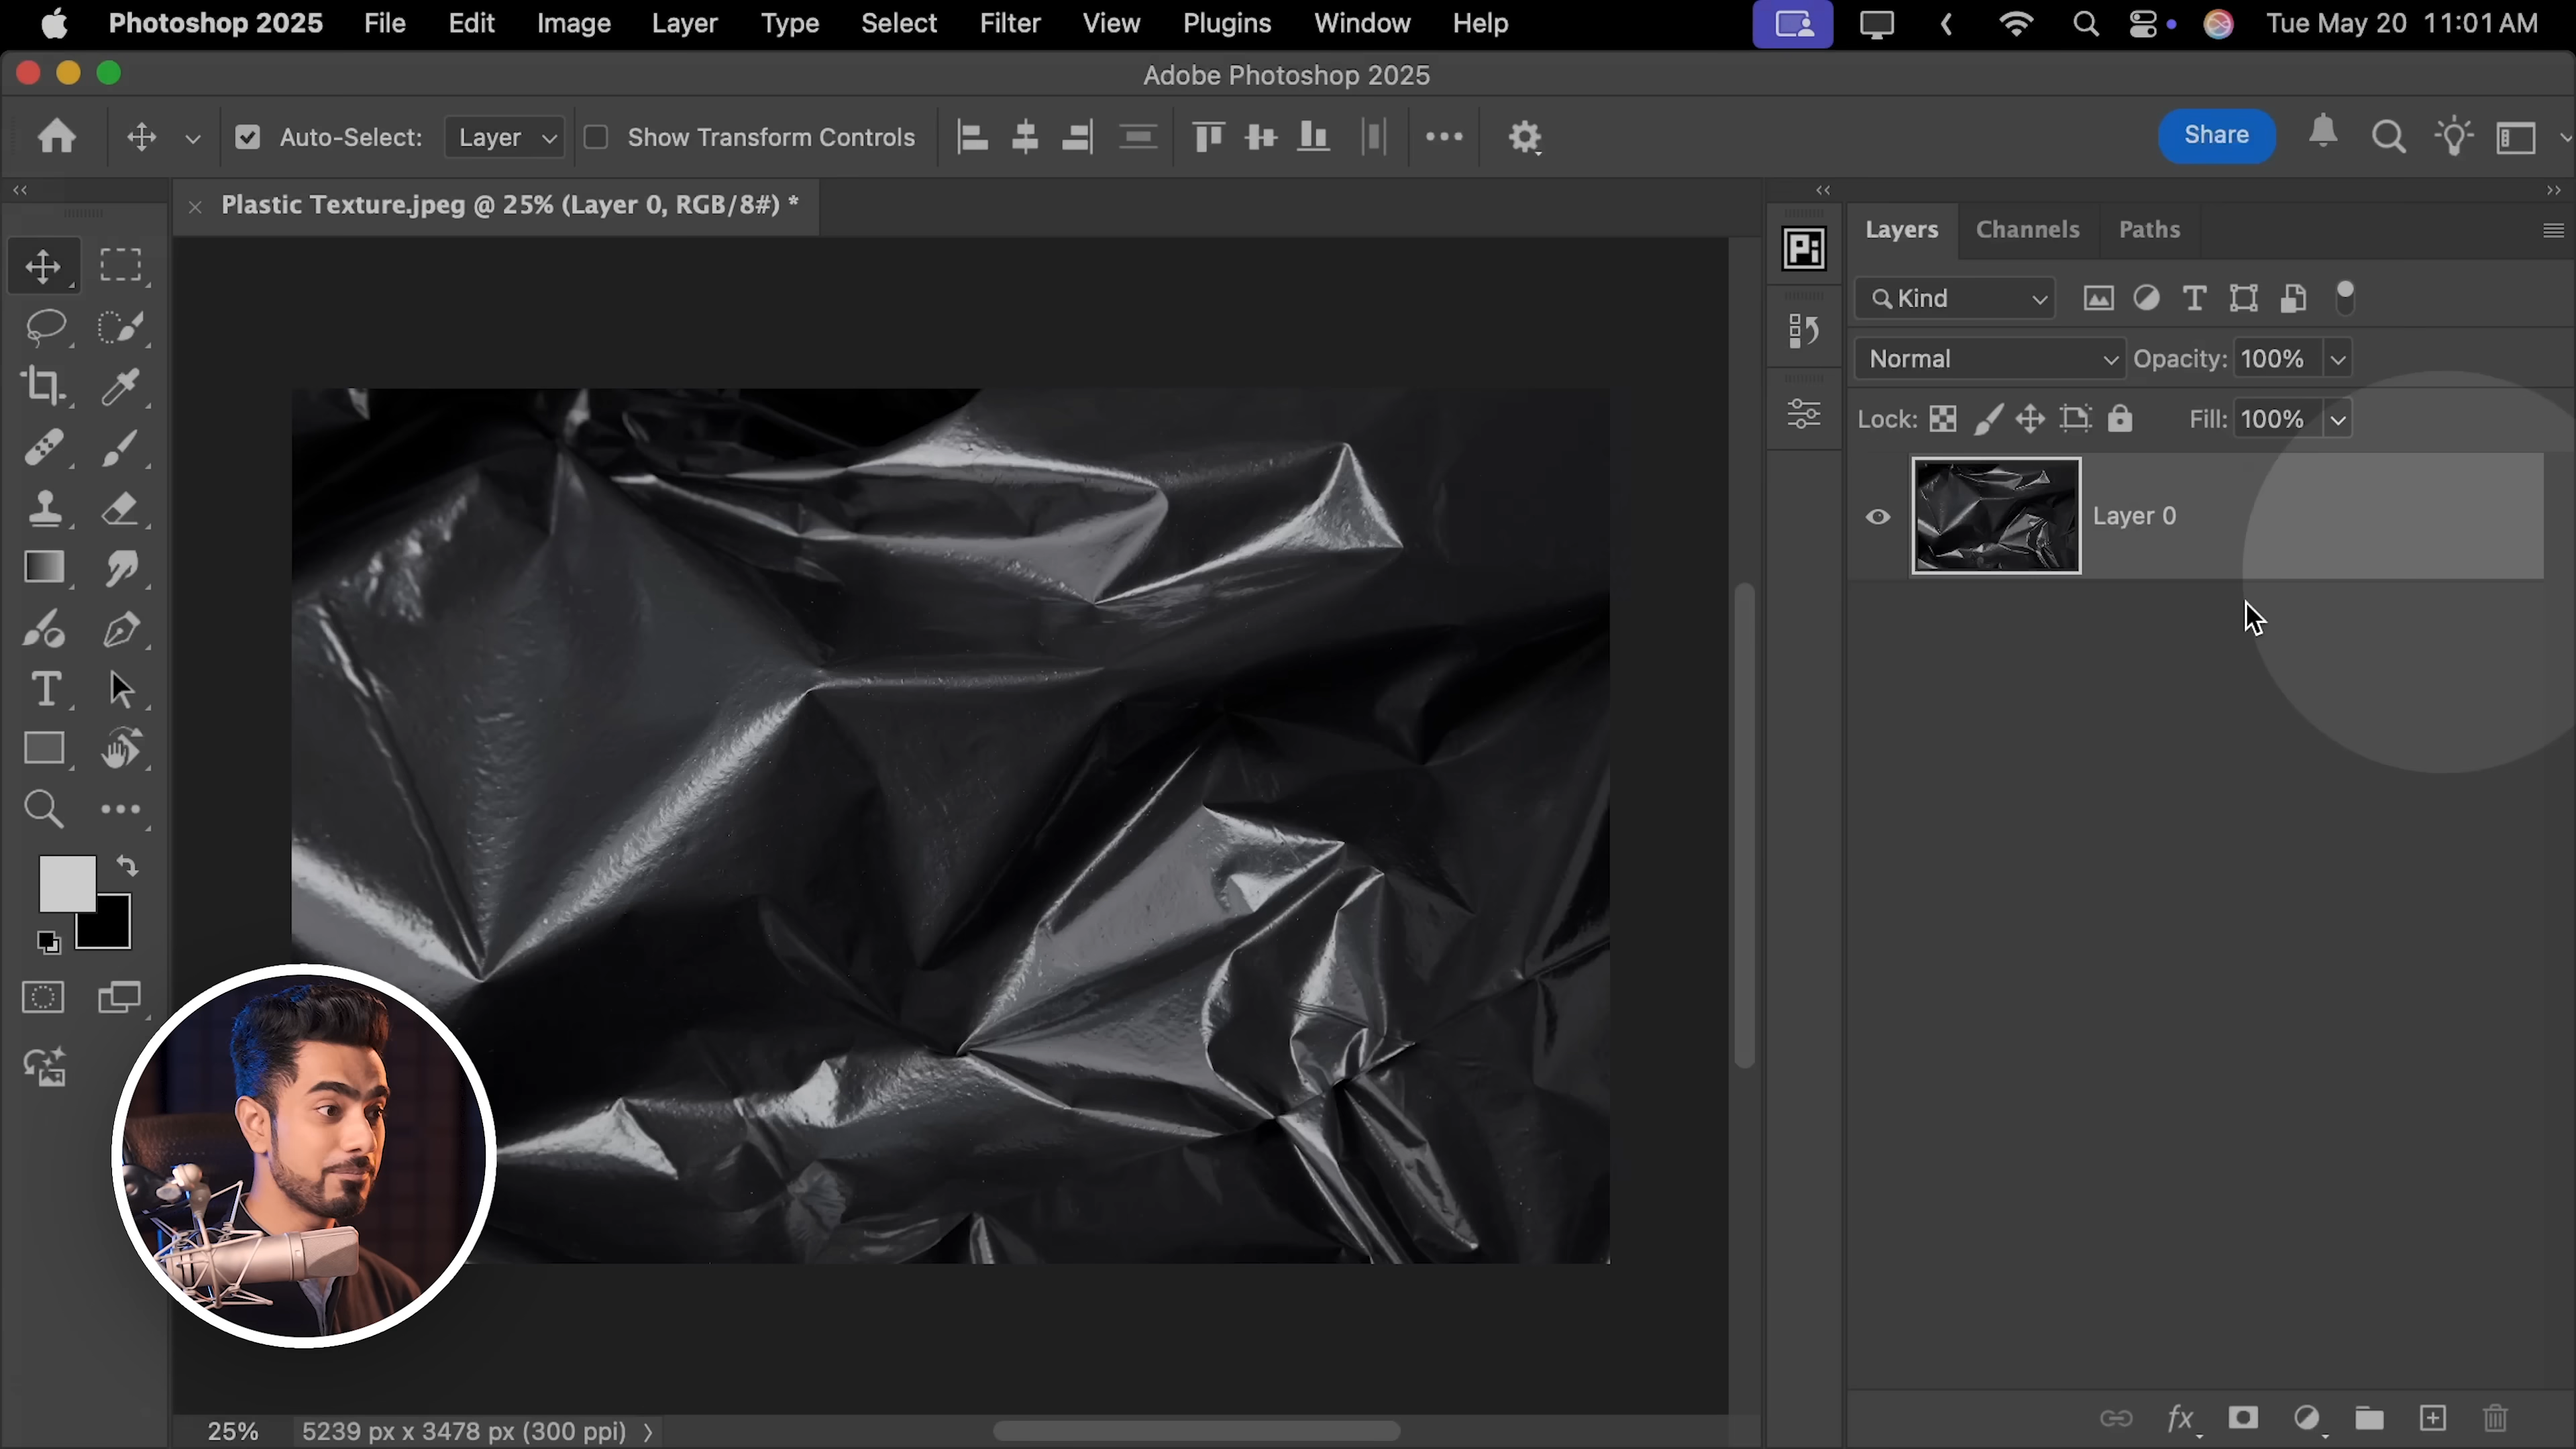 Photoshop 2025 File Edit Image Layer Type Select Filter View Plugins Window Help Tue May 20 11:01 AM
Adobe Photoshop 2025
Auto-Select: Layer Show Transform Controls Share
Plastic Texture.jpeg @ 25% (Layer 0, RGB/8#) *
Layers Channels Paths
Pi
Kind
Normal Opacity: 100%
Lock: Fill: 100%
Layer 0
25% 5239 px x 3478 px (300 ppi)
fx